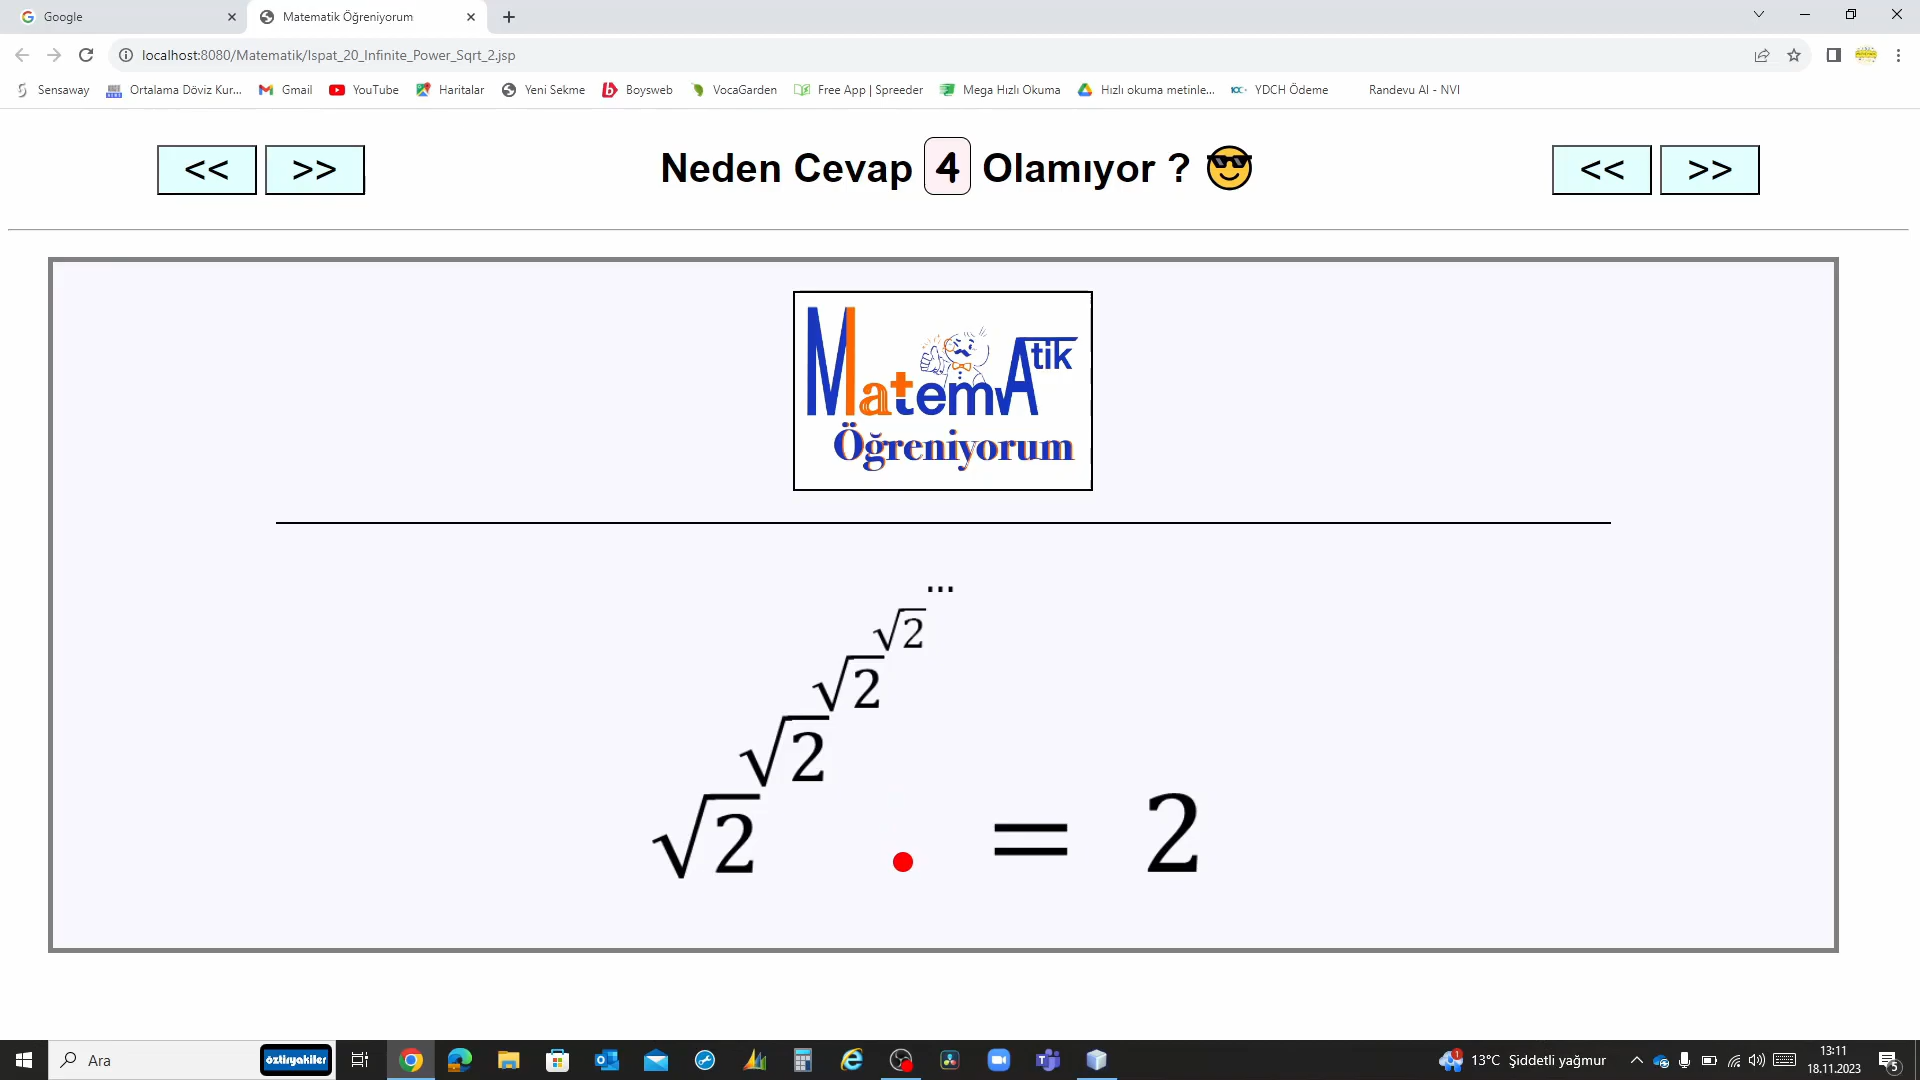 Google
Matematik Öğreniyorum
localhost:8080/Matematik/Ispat_20_Infinite_Power_Sqrt_2.jsp
Sensaway
Ortalama Döviz Kur...
Gmail
YouTube
Haritalar
Yeni Sekme
Boysweb
VocaGarden
Free App | Spreeder
Mega Hızlı Okuma
Hızlı okuma metinle...
YDCH Ödeme
Randevu Al - NVI
<< >> Neden Cevap 4 Olamıyor ? 😎 << >>
MatemAtik
Öğreniyorum
√2^√2^√2^√2^... = 2
Ara
öztiryakiler
13°C Şiddetli yağmur
13:11
18.11.2023
5